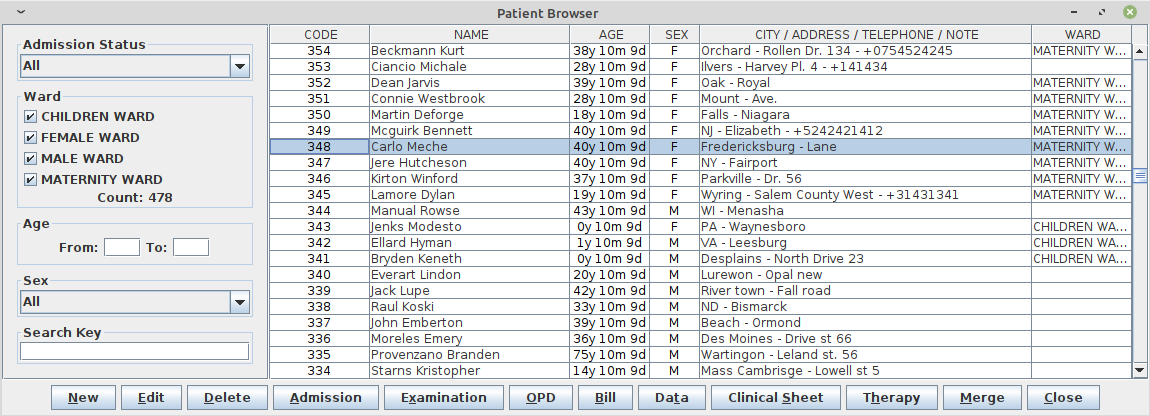 Patient Browser
Admission Status
All
Ward
CHILDREN WARD
FEMALE WARD
MALE WARD
MATERNITY WARD
Count: 478
Age
From: To:
Sex
All
Search Key
CODE NAME AGE SEX CITY / ADDRESS / TELEPHONE / NOTE WARD
354 Beckmann Kurt 38y 10m 9d F Orchard - Rollen Dr. 134 - +0754524245 MATERNITY W...
353 Ciancio Michale 28y 10m 9d F Ilvers - Harvey Pl. 4 - +141434
352 Dean Jarvis 39y 10m 9d F Oak - Royal MATERNITY W...
351 Connie Westbrook 28y 10m 9d F Mount - Ave. MATERNITY W...
350 Martin Deforge 18y 10m 9d F Falls - Niagara MATERNITY W...
349 Mcguirk Bennett 40y 10m 9d F NJ - Elizabeth - +5242421412 MATERNITY W...
348 Carlo Meche 40y 10m 9d F Fredericksburg - Lane MATERNITY W...
347 Jere Hutcheson 40y 10m 9d F NY - Fairport MATERNITY W...
346 Kirton Winford 37y 10m 9d F Parkville - Dr. 56 MATERNITY W...
345 Lamore Dylan 19y 10m 9d F Wyring - Salem County West - +31431341 MATERNITY W...
344 Manual Rowse 43y 10m 9d M WI - Menasha
343 Jenks Modesto 0y 10m 9d F PA - Waynesboro CHILDREN WA...
342 Ellard Hyman 1y 10m 9d M VA - Leesburg CHILDREN WA...
341 Bryden Keneth 0y 10m 9d M Desplains - North Drive 23 CHILDREN WA...
340 Everart Lindon 20y 10m 9d M Lurewon - Opal new
339 Jack Lupe 42y 10m 9d M River town - Fall road
338 Raul Koski 33y 10m 9d M ND - Bismarck
337 John Emberton 39y 10m 9d M Beach - Ormond
336 Moreles Emery 36y 10m 9d M Des Moines - Drive st 66
335 Provenzano Branden 75y 10m 9d M Wartingon - Leland st. 56
334 Starns Kristopher 14y 10m 9d M Mass Cambrisge - Lowell st 5
New Edit Delete Admission Examination OPD Bill Data Clinical Sheet Therapy Merge Close